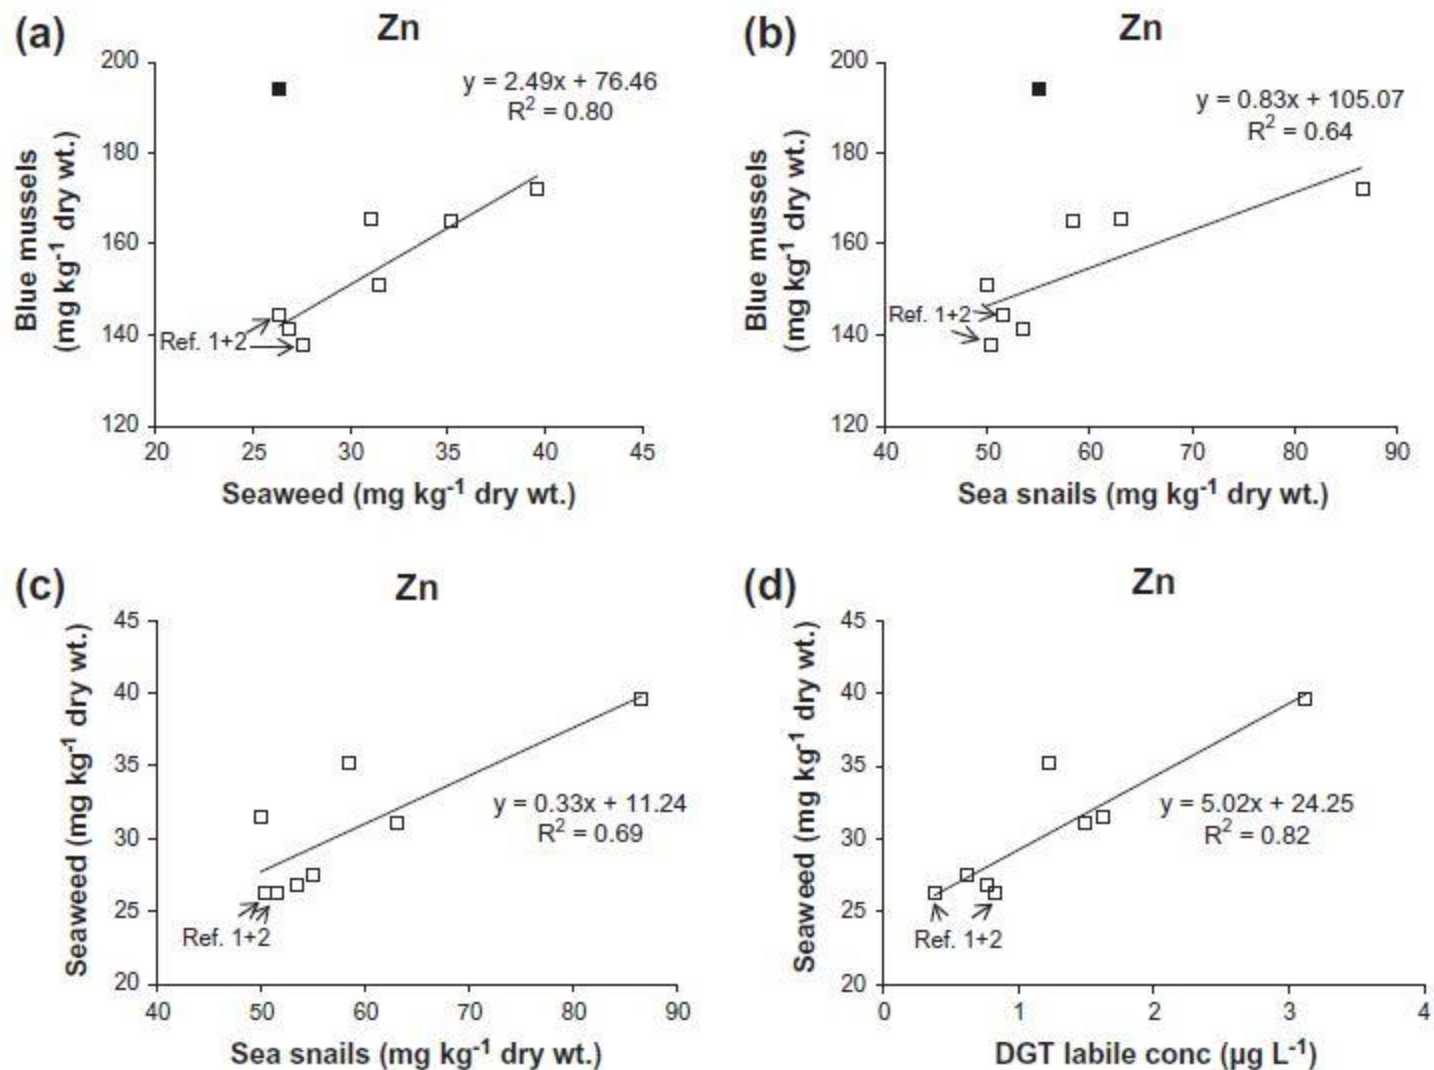 (a)
Zn
Blue mussels
(mg kg⁻¹ dry wt.)
200
180
160
140
120
y = 2.49x + 76.46
R² = 0.80
Ref. 1+2
20 25 30 35 40 45
Seaweed (mg kg⁻¹ dry wt.)
(b)
Zn
Blue mussels
(mg kg⁻¹ dry wt.)
200
180
160
140
120
y = 0.83x + 105.07
R² = 0.64
Ref. 1+2
40 50 60 70 80 90
Sea snails (mg kg⁻¹ dry wt.)
(c)
Zn
Seaweed (mg kg⁻¹ dry wt.)
45
40
35
30
25
20
y = 0.33x + 11.24
R² = 0.69
Ref. 1+2
40 50 60 70 80 90
Sea snails (mg kg⁻¹ dry wt.)
(d)
Zn
Seaweed (mg kg⁻¹ dry wt.)
45
40
35
30
25
20
y = 5.02x + 24.25
R² = 0.82
Ref. 1+2
0 1 2 3 4
DGT labile conc (µg L⁻¹)